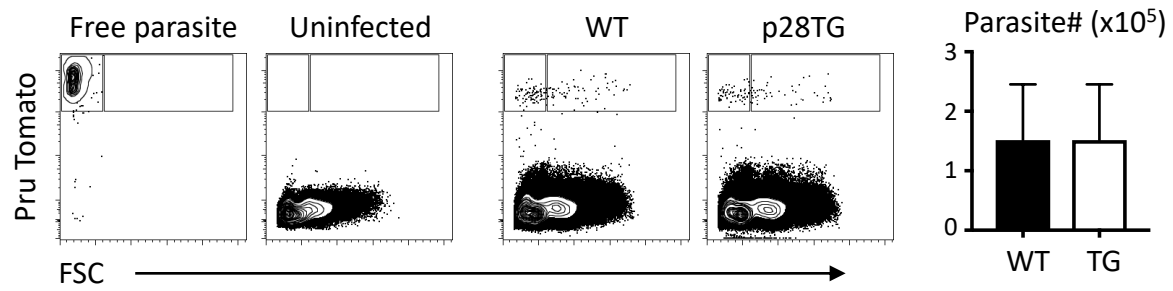 Free parasite
Uninfected
WT
p28TG
Parasite# (x10⁵)
Pru Tomato
3
2
1
0
WT
TG
FSC